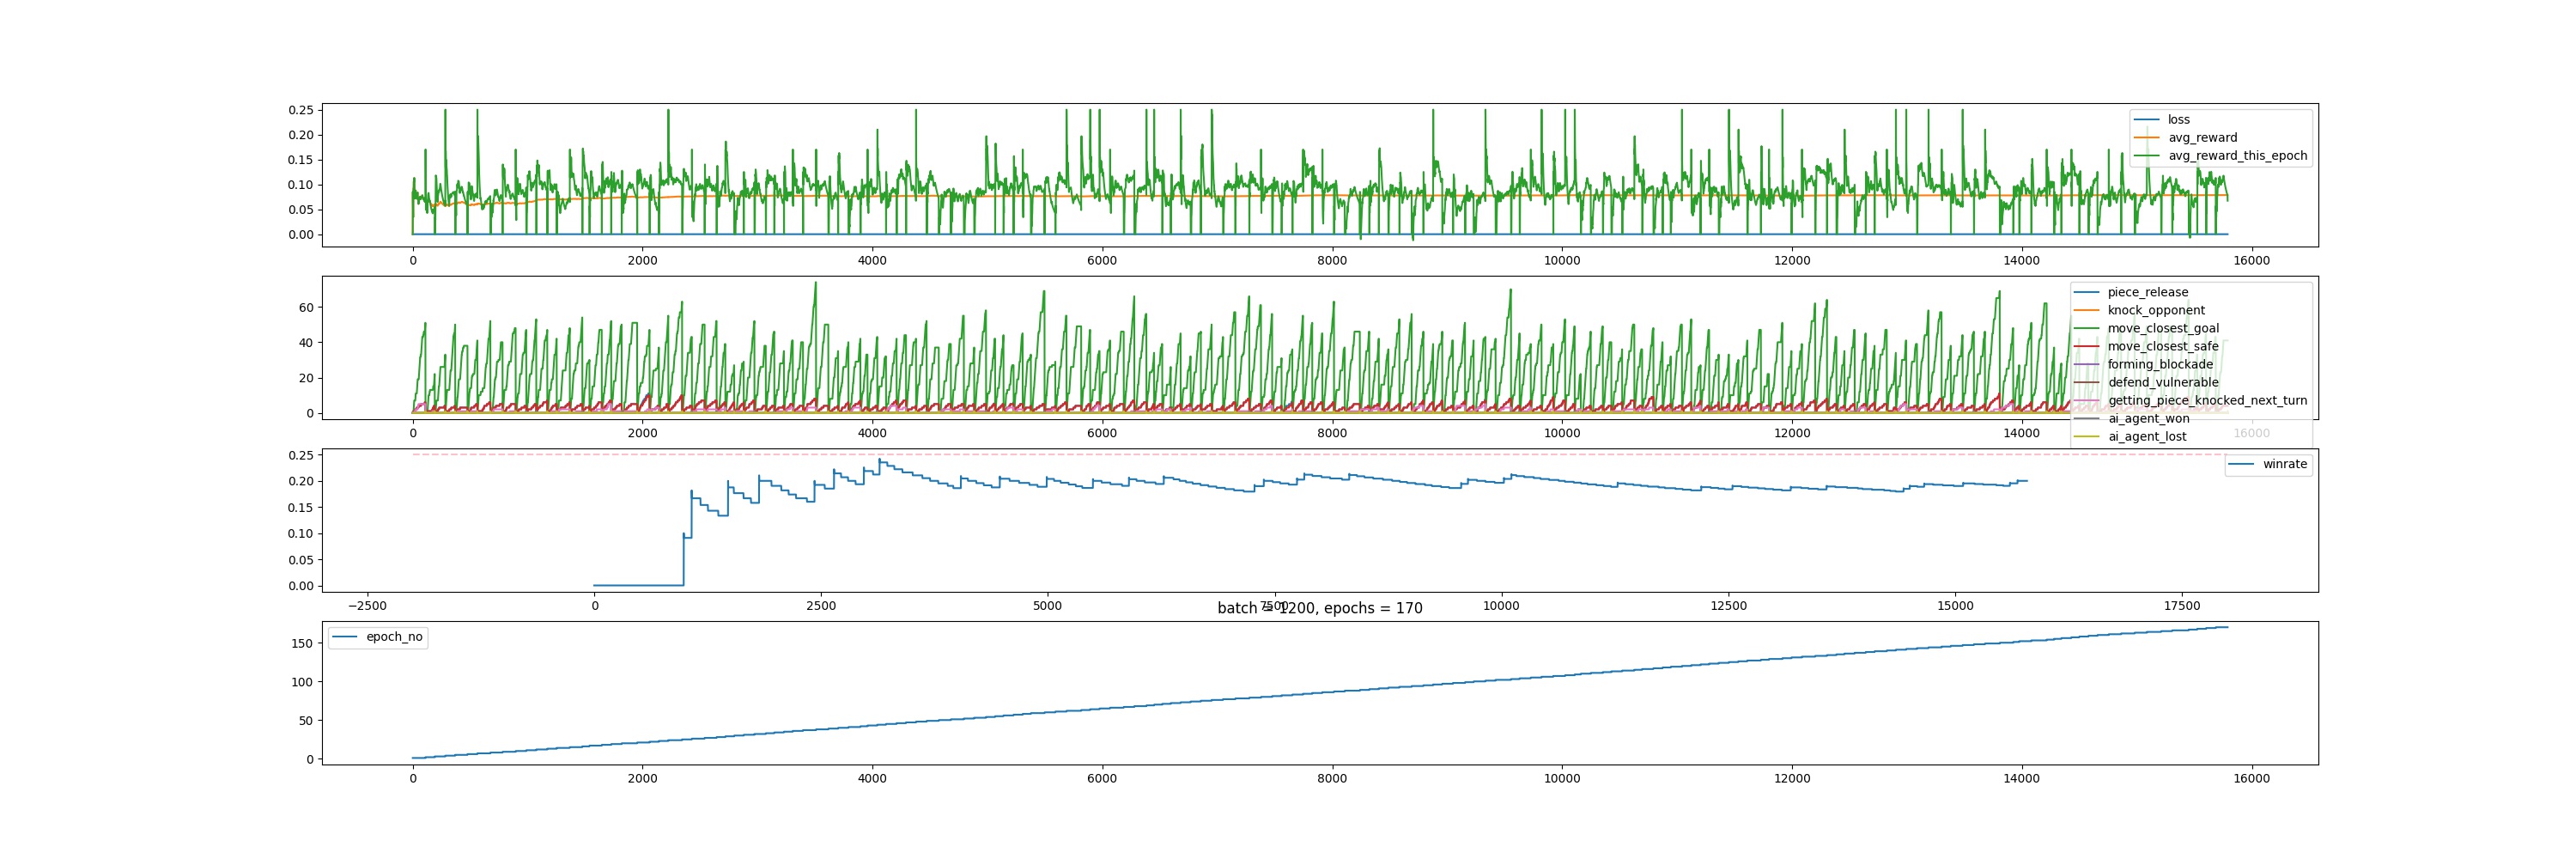 0.25
0.20
0.15
0.10
0.05
0.00
loss
avg_reward
avg_reward_this_epoch
0 2000 4000 6000 8000 10000 12000 14000 16000
60
40
20
0
piece_release
knock_opponent
move_closest_goal
move_closest_safe
forming_blockade
defend_vulnerable
getting_piece_knocked_next_turn
ai_agent_won
ai_agent_lost
0 2000 4000 6000 8000 10000 12000 14000 16000
0.25
0.20
0.15
0.10
0.05
0.00
winrate
−2500 0 2500 5000 7500 10000 12500 15000 17500
batch = 1200, epochs = 170
150
100
50
0
epoch_no
0 2000 4000 6000 8000 10000 12000 14000 16000